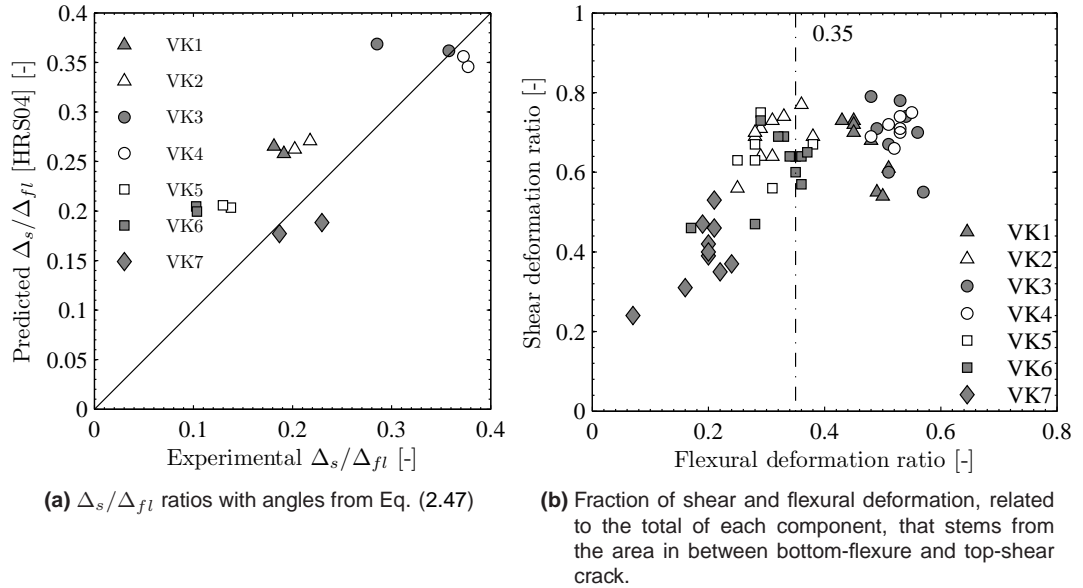 Predicted Δs/Δfl [HRS04] [-]
0.4
0.35
0.3
0.25
0.2
0.15
0.1
0.05
0
VK1
VK2
VK3
VK4
VK5
VK6
VK7
0
0.1
0.2
0.3
0.4
Experimental Δs/Δfl [-]
(a) Δs/Δfl ratios with angles from Eq. (2.47)
Shear deformation ratio [-]
1
0.8
0.6
0.4
0.2
0
0.35
VK1
VK2
VK3
VK4
VK5
VK6
VK7
0
0.2
0.4
0.6
0.8
Flexural deformation ratio [-]
(b) Fraction of shear and flexural deformation, related
to the total of each component, that stems from
the area in between bottom-flexure and top-shear
crack.